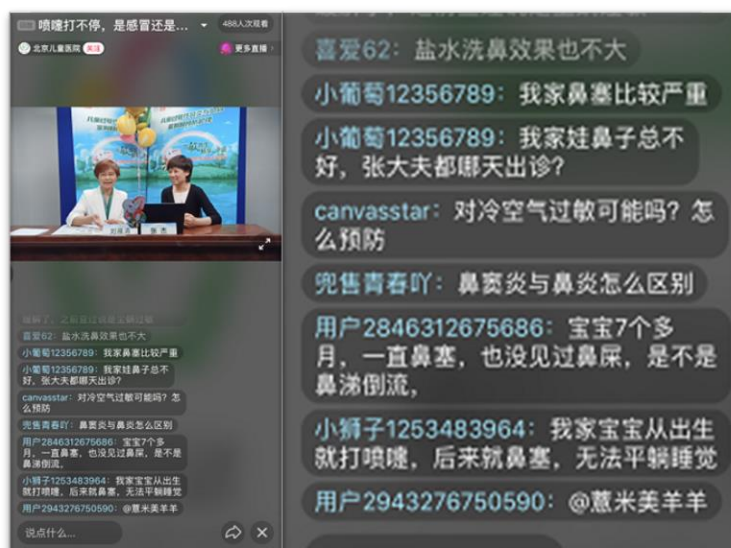 喷嚏打不停，是感冒还是...
488人次观看
北京儿童医院 关注
更多直播
张杰
喜爱62：盐水洗鼻效果也不大
小葡萄12356789：我家鼻塞比较严重
小葡萄12356789：我家娃鼻子总不
好，张大夫都哪天出诊？
canvasstar：对冷空气过敏可能吗？怎
么预防
兜售青春吖：鼻窦炎与鼻炎怎么区别
用户2846312675686：宝宝7个多
月，一直鼻塞，也没见过鼻屎，是不是
鼻涕倒流，
小狮子1253483964：我家宝宝从出生
就打喷嚏，后来就鼻塞，无法平躺睡觉
用户2943276750590：@薏米美羊羊
说点什么...
喜爱62：盐水洗鼻效果也不大
小葡萄12356789：我家鼻塞比较严重
小葡萄12356789：我家娃鼻子总不
好，张大夫都哪天出诊？
canvasstar：对冷空气过敏可能吗？怎
么预防
兜售青春吖：鼻窦炎与鼻炎怎么区别
用户2846312675686：宝宝7个多
月，一直鼻塞，也没见过鼻屎，是不是
鼻涕倒流，
小狮子1253483964：我家宝宝从出生
就打喷嚏，后来就鼻塞，无法平躺睡觉
用户2943276750590：@薏米美羊羊